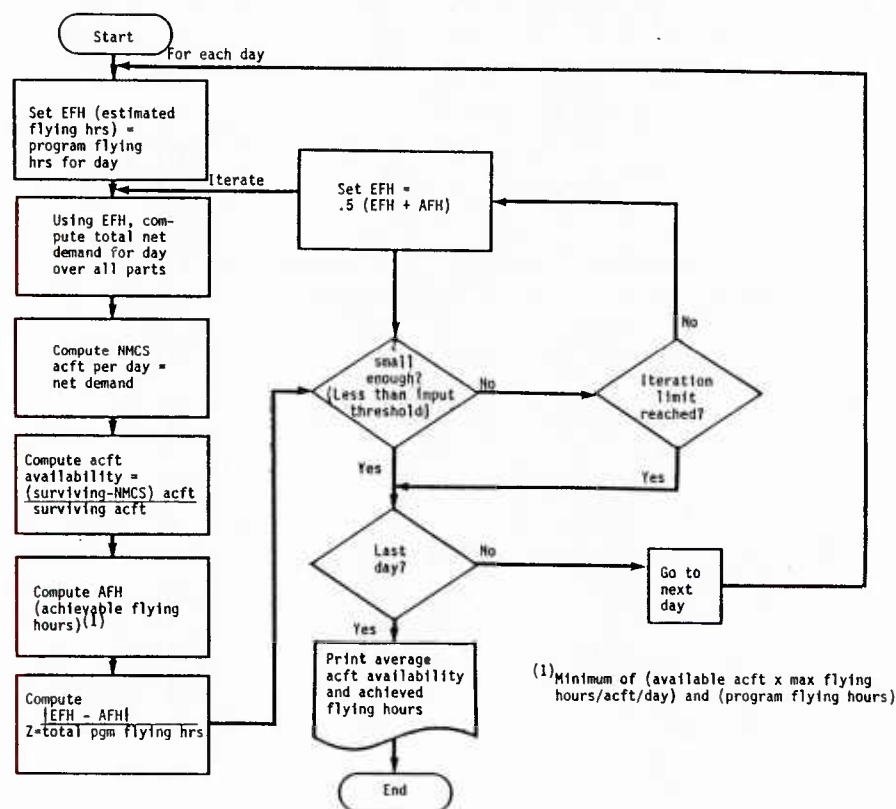 Start
For each day
Set EFH (estimated
flying hrs) =
program flying
hrs for day
Iterate
Set EFH =
.5 (EFH + AFH)
Using EFH, com-
pute total net
demand for day
over all parts
Compute NMCS
acft per day =
net demand
Z
small
enough?
(Less than input
threshold)
No
Iteration
limit
reached?
No
Yes
Yes
Compute acft
availability =
(surviving-NMCS) acft
surviving acft
Last
day?
No
Go to
next
day
Yes
Compute AFH
(achievable flying
hours)(1)
Print average
acft availability
and achieved
flying hours
Compute
|EFH - AFH|
Z=total pgm flying hrs
(1)Minimum of (available acft x max flying
hours/acft/day) and (program flying hours)
End